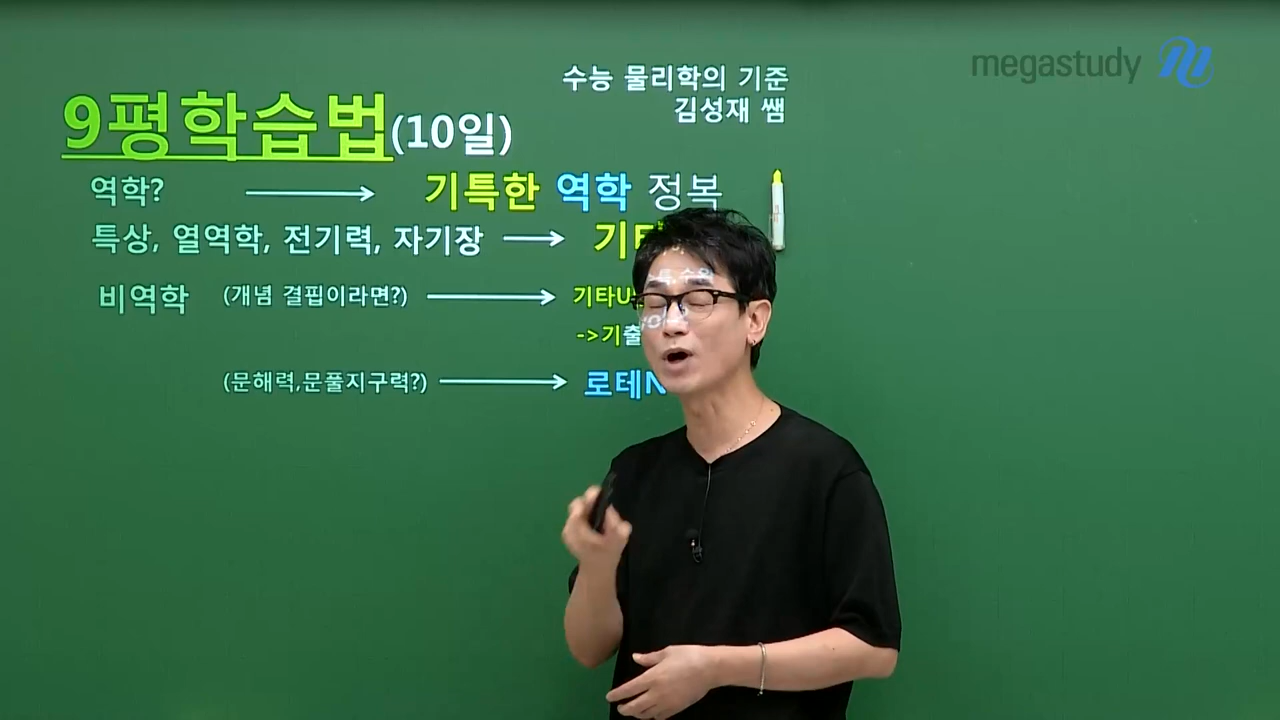 megastudy
수능 물리학의 기준
김성재 쌤
9평학습법(10일)
역학? 기특한 역학 정복
특상, 열역학, 전기력, 자기장
비역학 (개념 결핍이라면?) 기타
->기출
(문해력,문풀지구력?) 로테N